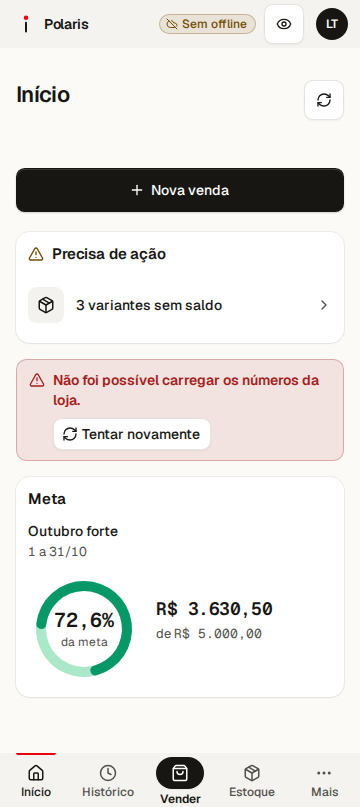 Polaris
Sem offline
LT
Início
Nova venda
Precisa de ação
3 variantes sem saldo
Não foi possível carregar os números da
loja.
Tentar novamente
Meta
Outubro forte
1 a 31/10
72,6%
da meta
R$ 3.630,50
de R$ 5.000,00
Início
Histórico
Vender
Estoque
Mais